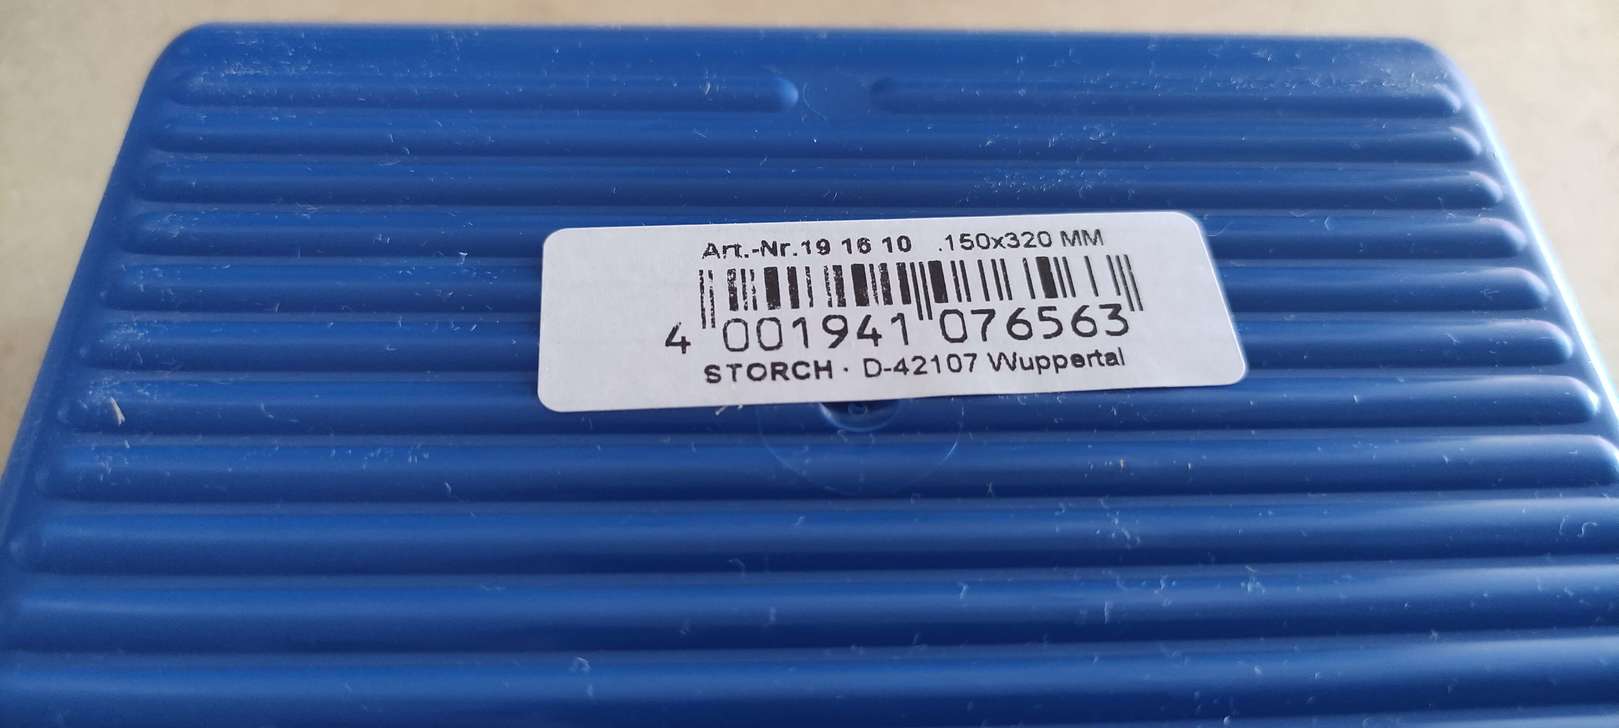 Art.-Nr.19 16 10 .150x320 MM
4 001941 076563
STORCH · D-42107 Wuppertal